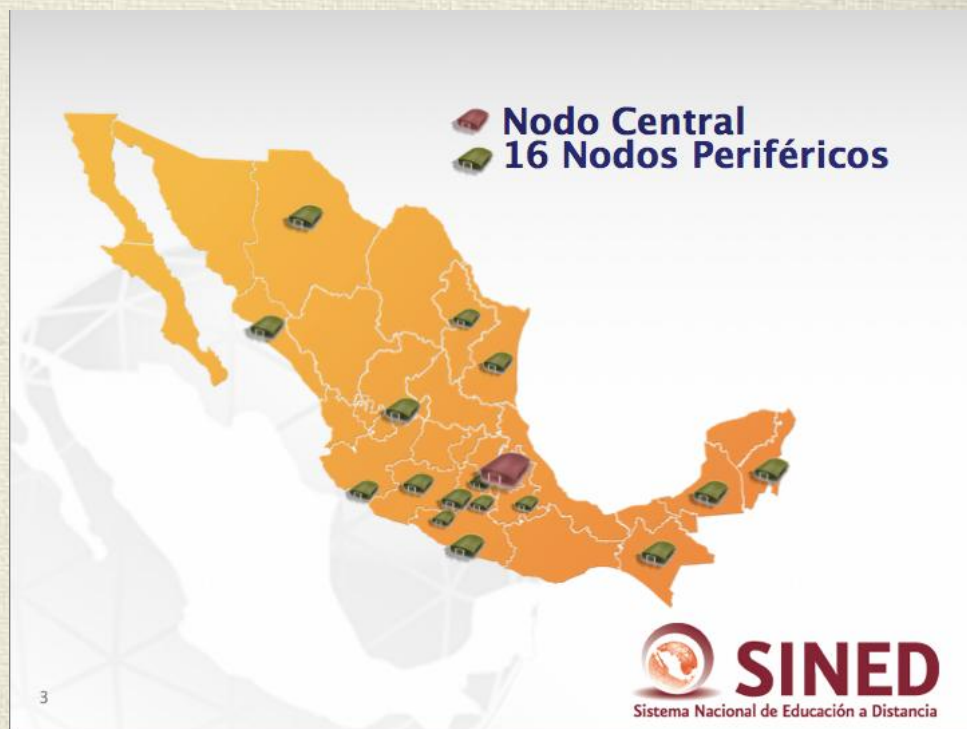 Nodo Central
16 Nodos Periféricos
SINED
Sistema Nacional de Educación a Distancia
3